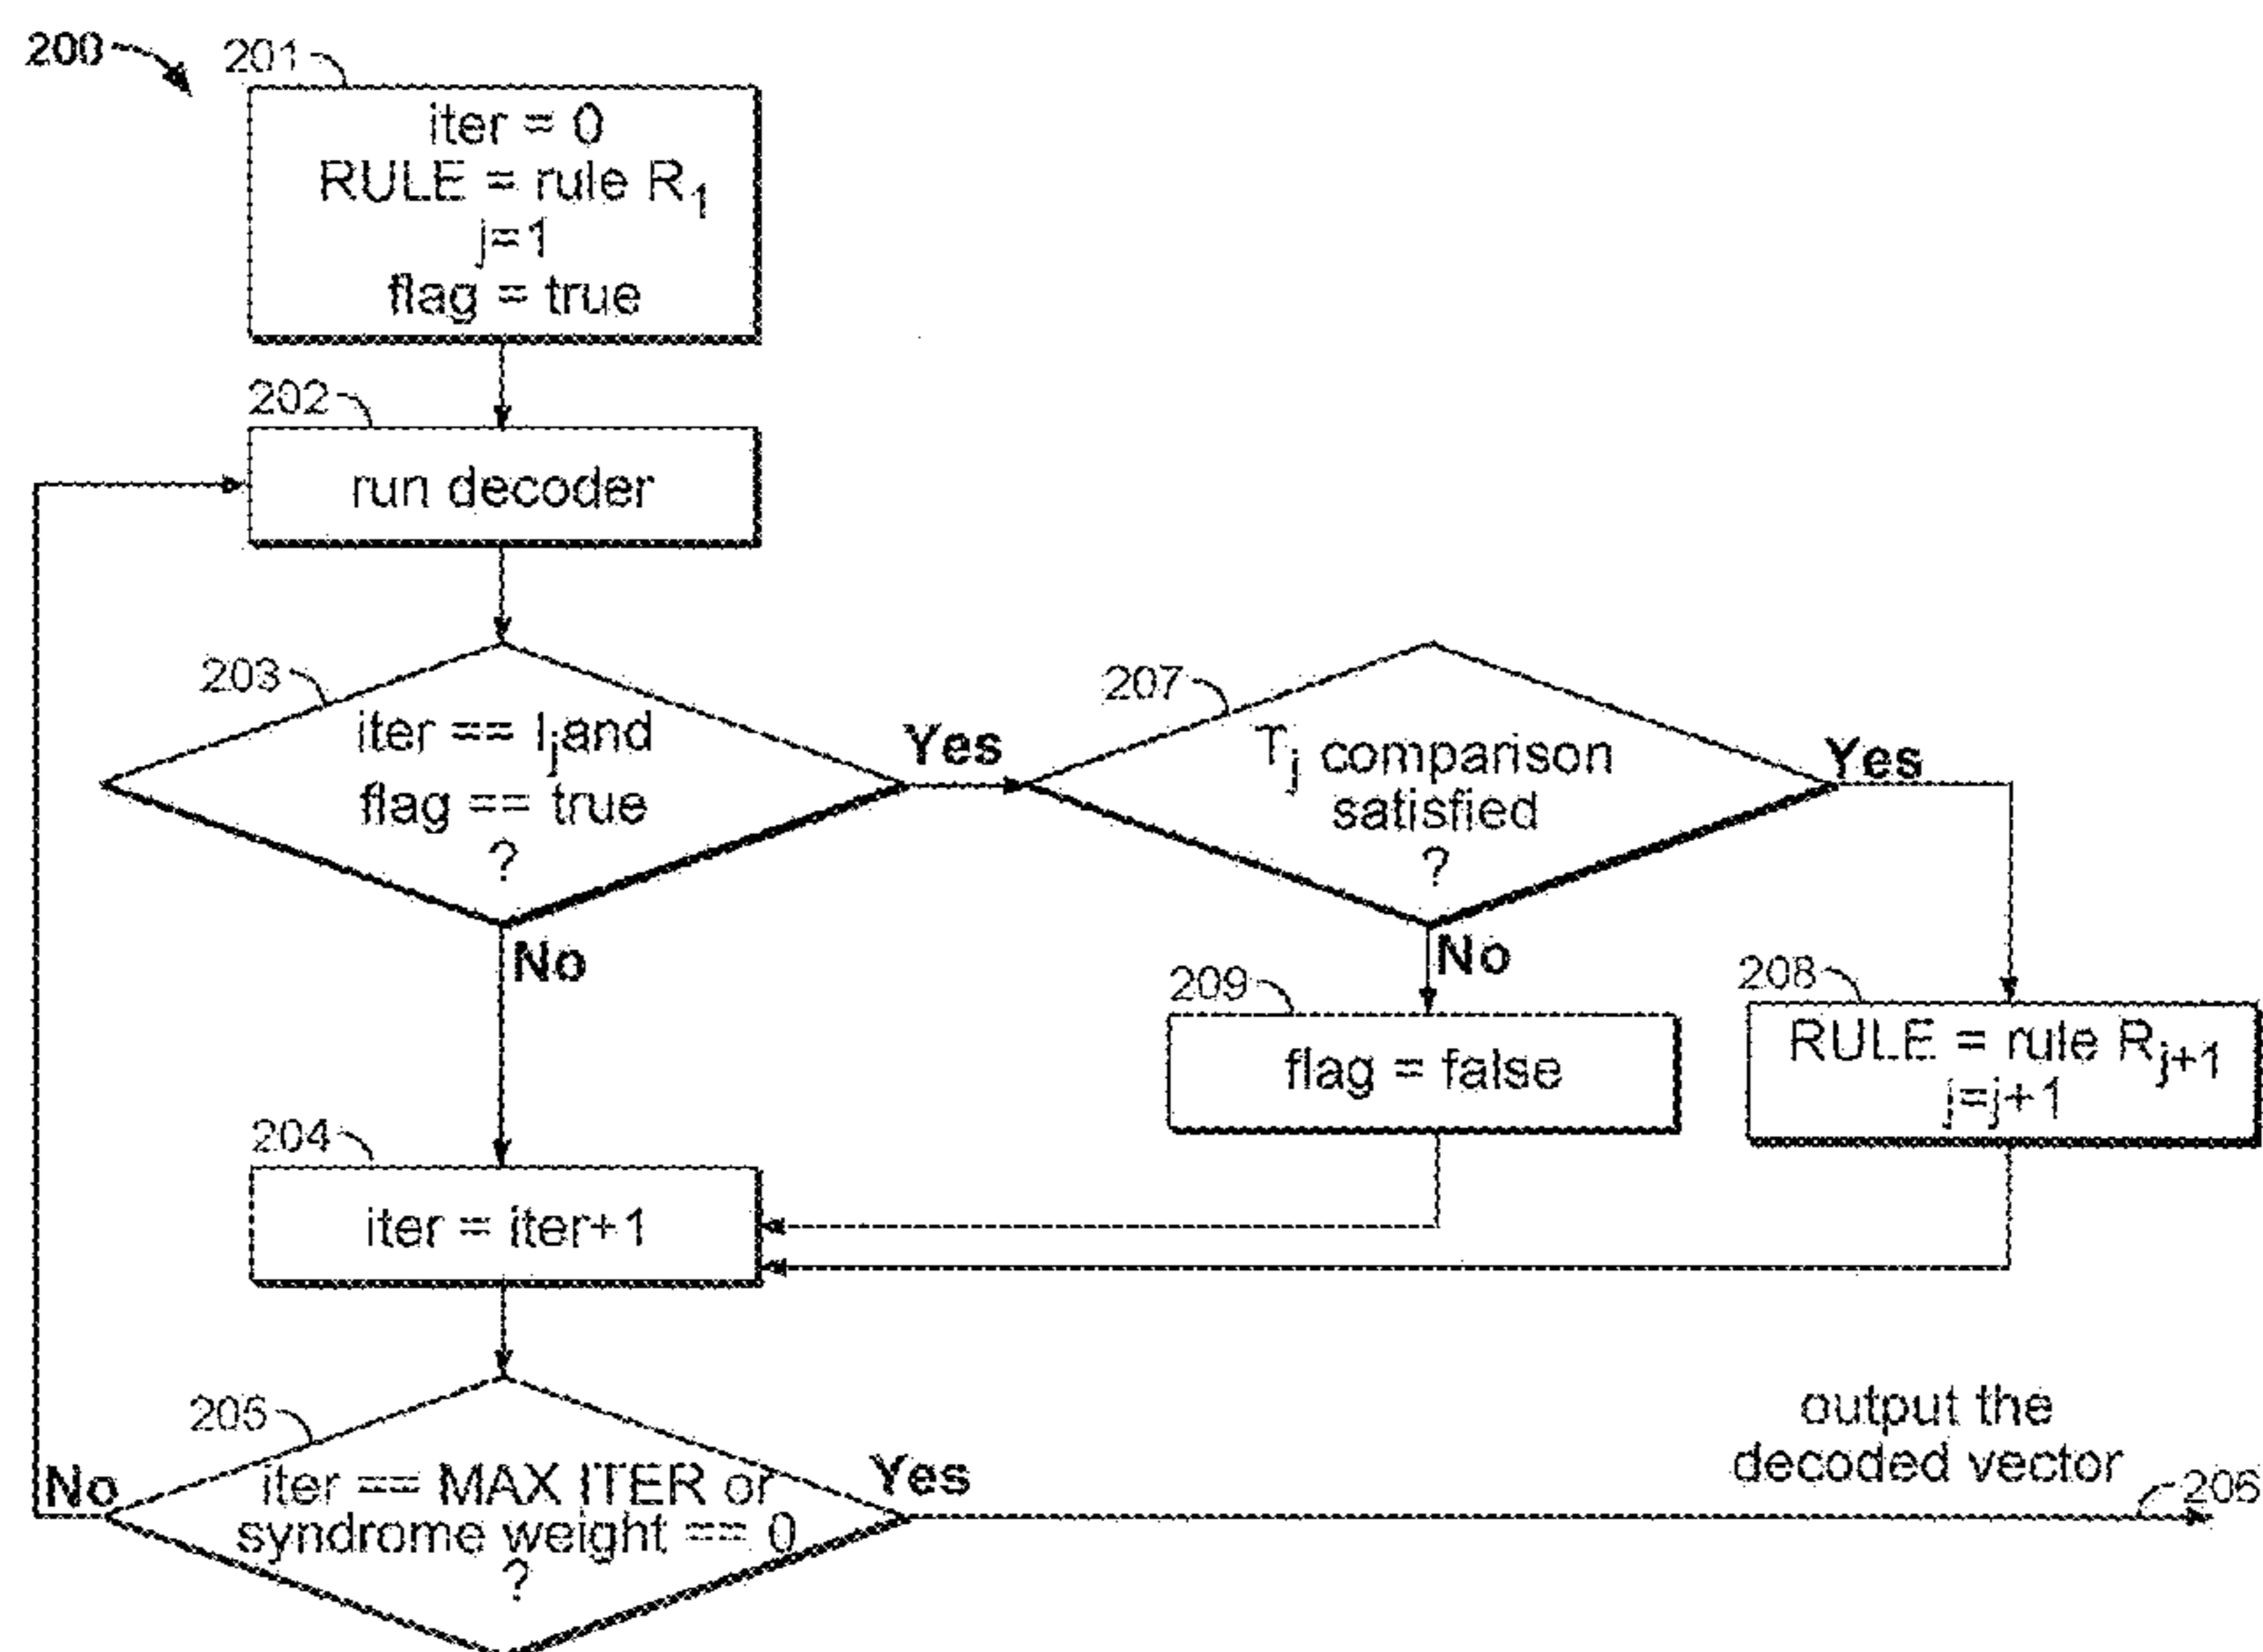 200
201
iter = 0
RULE = rule R1
j=1
flag = true
202
run decoder
203
iter == Ij and
flag == true
?
Yes
No
207
Tj comparison
satisfied
?
Yes
No
209
flag = false
208
RULE = rule Rj+1
j=j+1
204
iter = iter+1
205
iter == MAX ITER or
syndrome weight == 0
?
No
Yes
output the
decoded vector
206